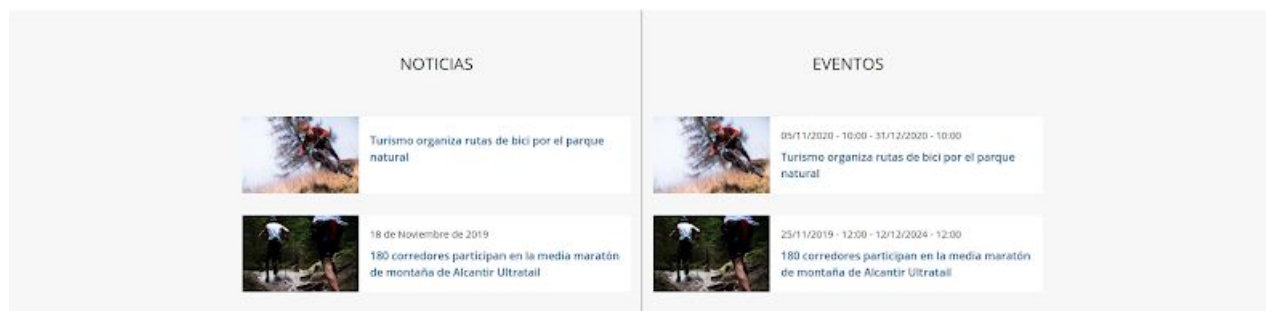 NOTICIAS
Turismo organiza rutas de bici por el parque
natural
18 de Noviembre de 2019
180 corredores participan en la media maratón
de montaña de Alcantir Ultratail
EVENTOS
05/11/2020 - 10:00 - 31/12/2020 - 10:00
Turismo organiza rutas de bici por el parque
natural
25/11/2019 - 12:00 - 12/12/2024 - 12:00
180 corredores participan en la media maratón
de montaña de Alcantir Ultratail